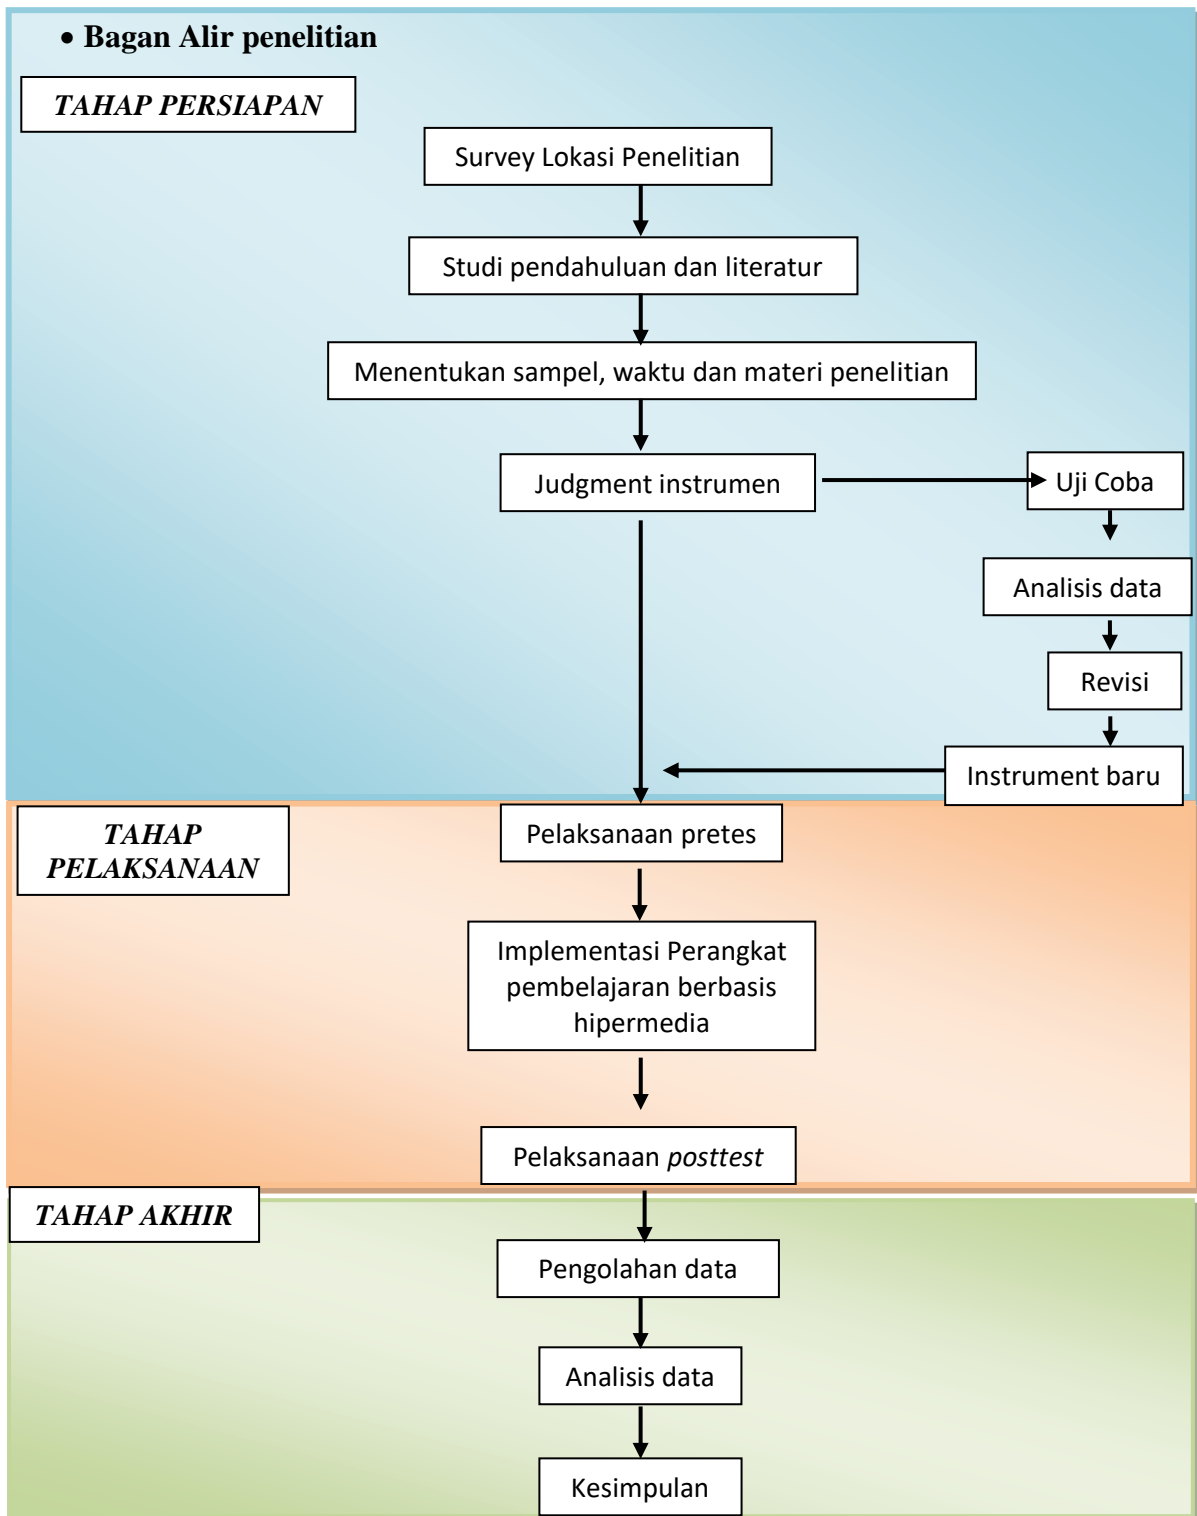 • Bagan Alir penelitian
TAHAP PERSIAPAN
Survey Lokasi Penelitian
Studi pendahuluan dan literatur
Menentukan sampel, waktu dan materi penelitian
Judgment instrumen
Uji Coba
Analisis data
Revisi
Instrument baru
TAHAP
PELAKSANAAN
Pelaksanaan pretes
Implementasi Perangkat
pembelajaran berbasis
hipermedia
Pelaksanaan posttest
TAHAP AKHIR
Pengolahan data
Analisis data
Kesimpulan